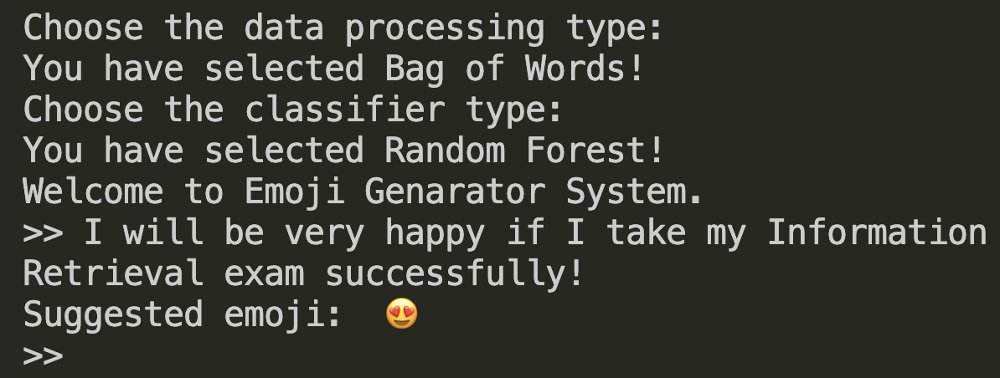 Choose the data processing type:
You have selected Bag of Words!
Choose the classifier type:
You have selected Random Forest!
Welcome to Emoji Genarator System.
>> I will be very happy if I take my Information
Retrieval exam successfully!
Suggested emoji:  😍
>>